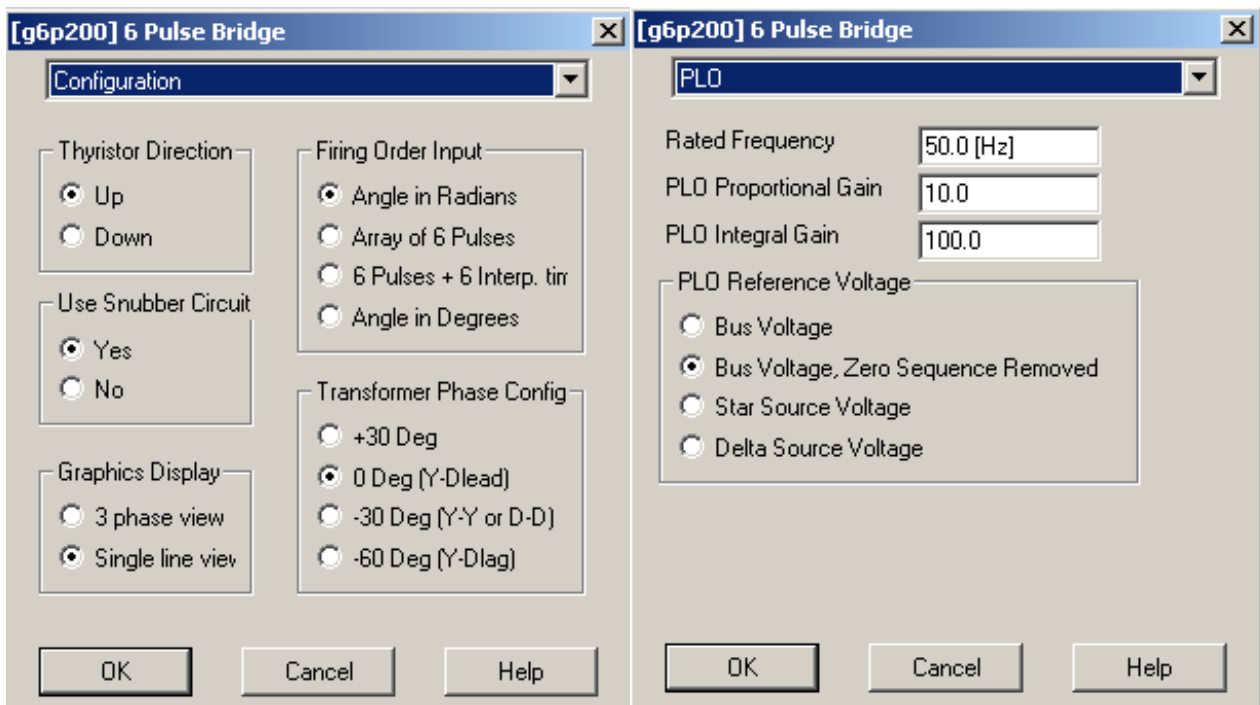 [g6p200] 6 Pulse Bridge
Configuration
Thyristor Direction
Up
Down
Use Snubber Circuit
Yes
No
Graphics Display
3 phase view
Single line view
Firing Order Input
Angle in Radians
Array of 6 Pulses
6 Pulses + 6 Interp. tim
Angle in Degrees
Transformer Phase Config
+30 Deg
0 Deg (Y-Dlead)
-30 Deg (Y-Y or D-D)
-60 Deg (Y-Dlag)
OK
Cancel
Help
[g6p200] 6 Pulse Bridge
PLO
Rated Frequency 50.0 [Hz]
PLO Proportional Gain 10.0
PLO Integral Gain 100.0
PLO Reference Voltage
Bus Voltage
Bus Voltage, Zero Sequence Removed
Star Source Voltage
Delta Source Voltage
OK
Cancel
Help